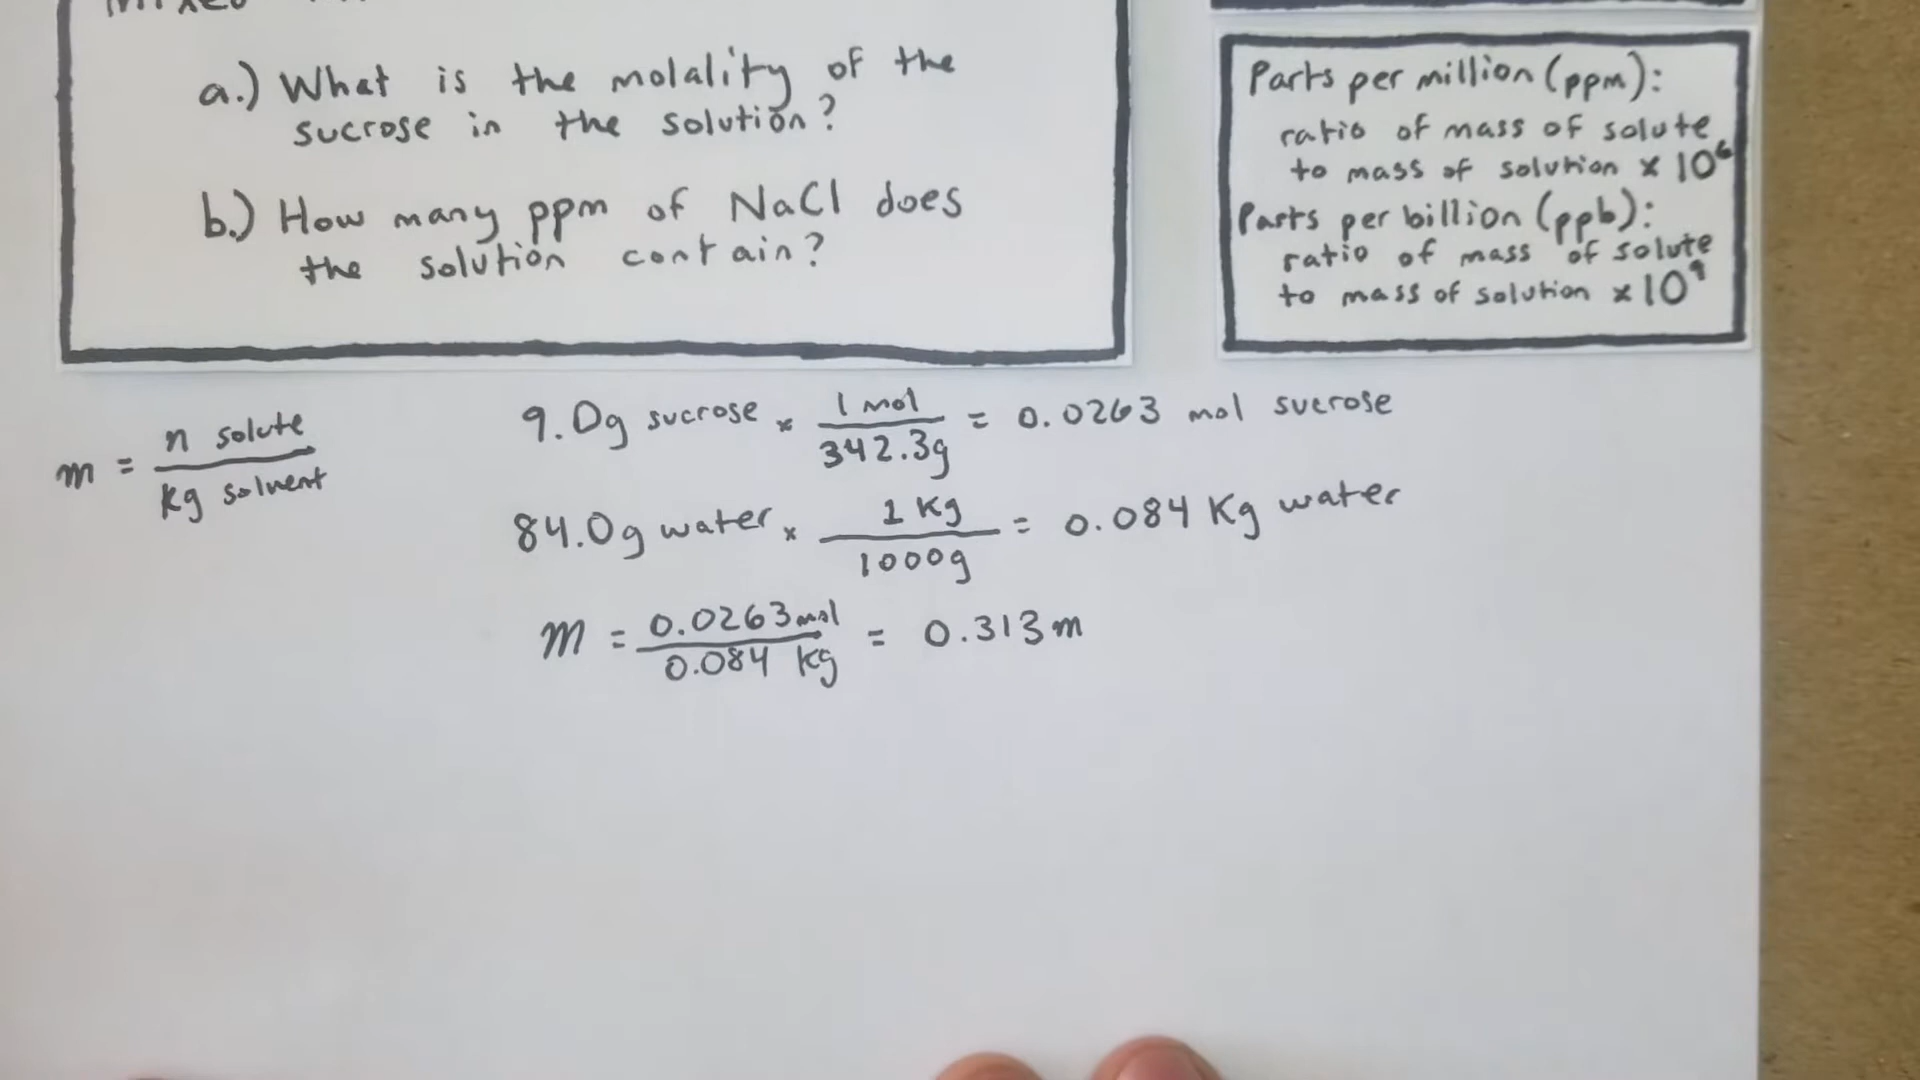 a.) What is the molality of the
sucrose in the solution?
b.) How many ppm of NaCl does
the solution contain?
Parts per million (ppm):
ratio of mass of solute
to mass of solution x 10⁶
Parts per billion (ppb):
ratio of mass of solute
to mass of solution x 10⁹
m = n solute / kg solvent
9.0g sucrose x 1 mol / 342.3g = 0.0263 mol sucrose
84.0g water x 1 kg / 1000g = 0.084 kg water
m = 0.0263 mol / 0.084 kg = 0.313 m